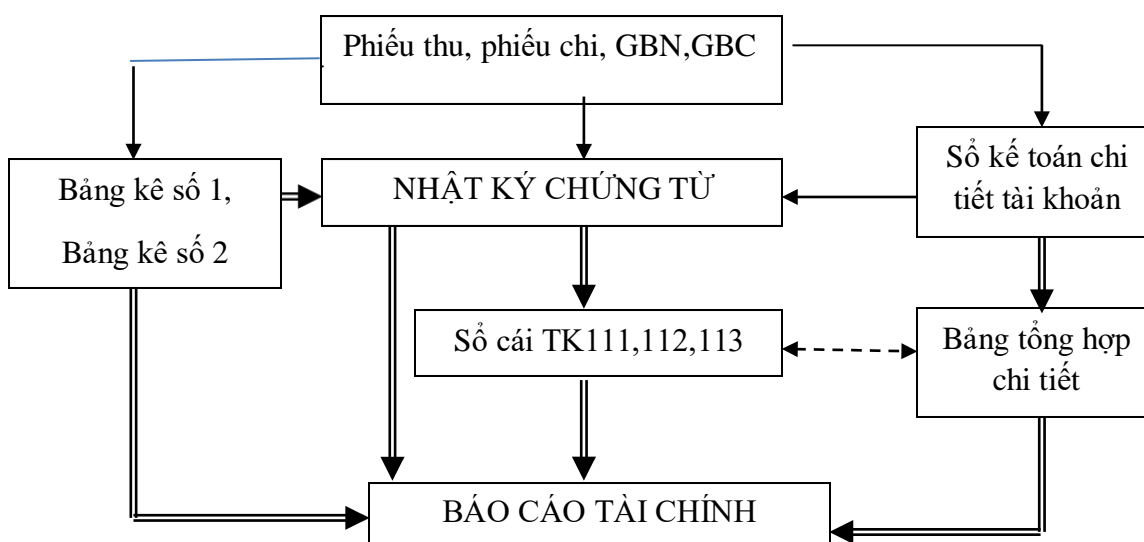 Phiếu thu, phiếu chi, GBN,GBC
Bảng kê số 1,
Bảng kê số 2
NHẬT KÝ CHỨNG TỪ
Sổ kế toán chi
tiết tài khoản
Sổ cái TK111,112,113
Bảng tổng hợp
chi tiết
BÁO CÁO TÀI CHÍNH